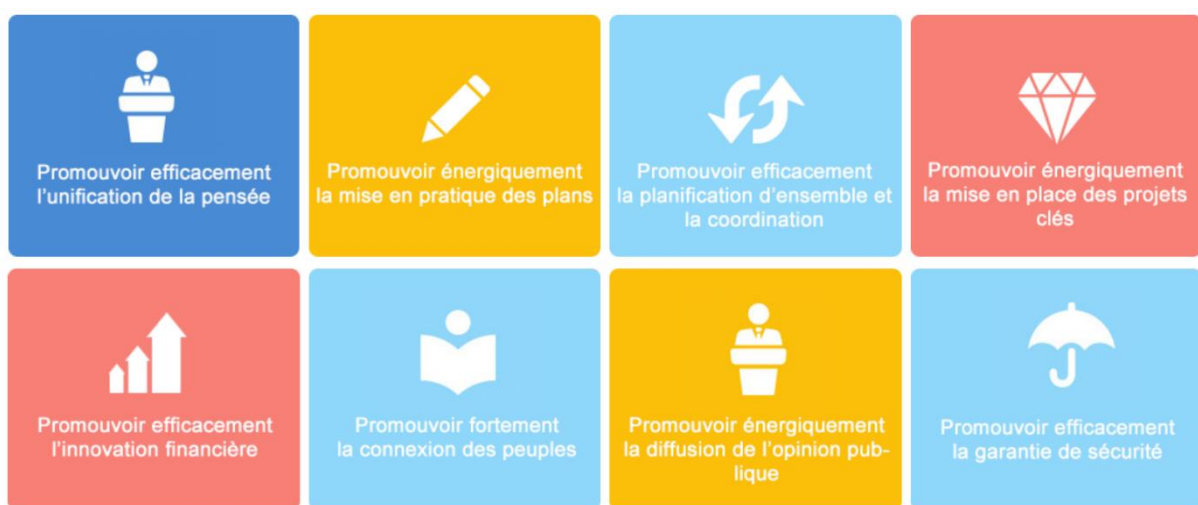 Promouvoir efficacement
l'unification de la pensée
Promouvoir énergiquement
la mise en pratique des plans
Promouvoir efficacement
la planification d'ensemble et
la coordination
Promouvoir énergiquement
la mise en place des projets
clés
Promouvoir efficacement
l'innovation financière
Promouvoir fortement
la connexion des peuples
Promouvoir énergiquement
la diffusion de l'opinion pub-
lique
Promouvoir efficacement
la garantie de sécurité